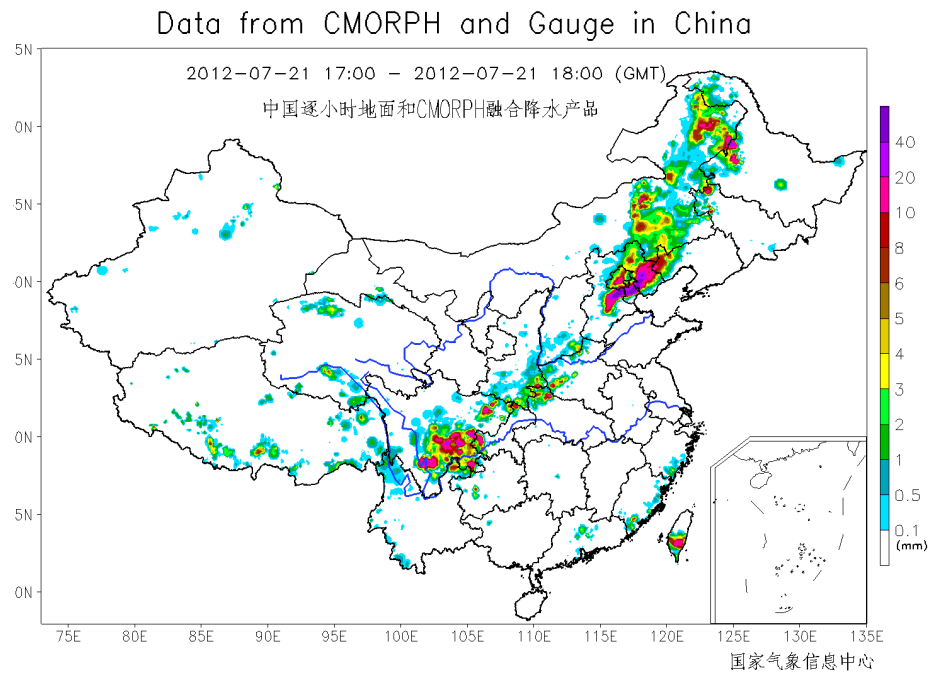 Data from CMORPH and Gauge in China
2012-07-21 17:00 - 2012-07-21 18:00 (GMT)
中国逐小时地面和CMORPH融合降水产品
5N
0N
5N
0N
5N
0N
5N
0N
40
20
10
8
6
5
4
3
2
1
0.5
0.1
(mm)
75E 80E 85E 90E 95E 100E 105E 110E 115E 120E 125E 130E 135E
国家气象信息中心